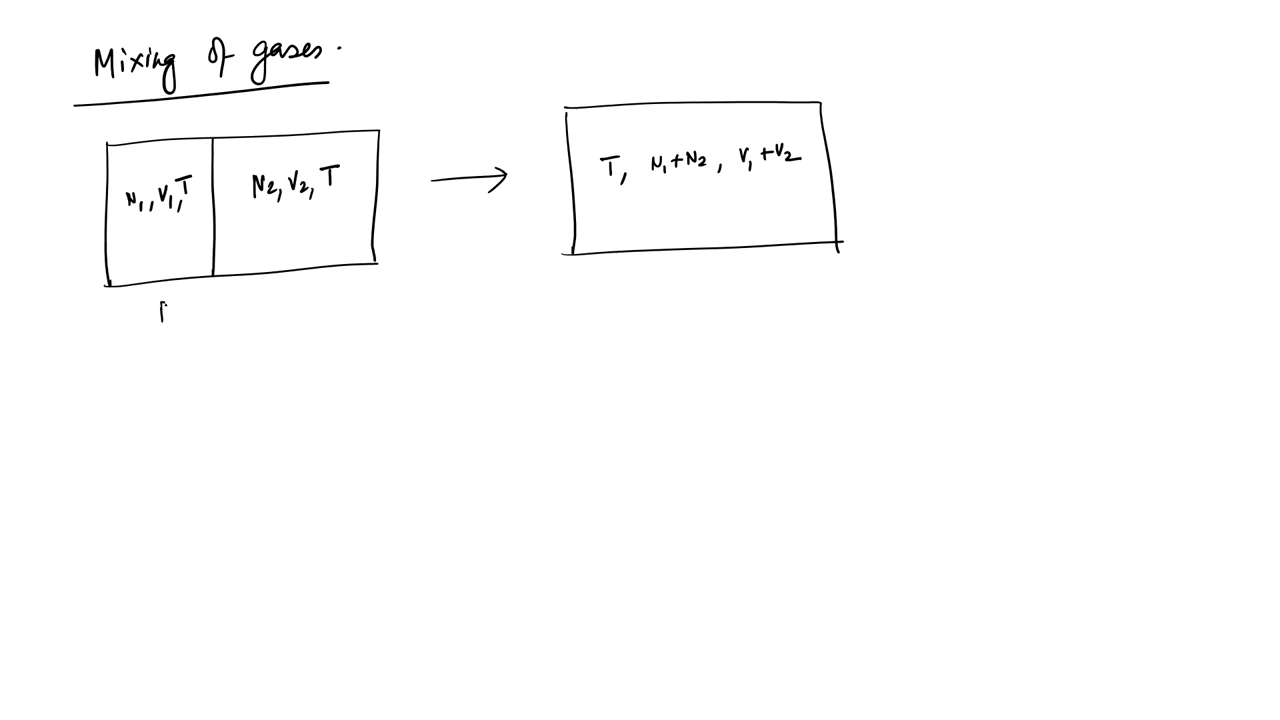 Mixing of gases.
N₁, V₁, T
N₂, V₂, T
T, N₁+N₂, V₁+V₂